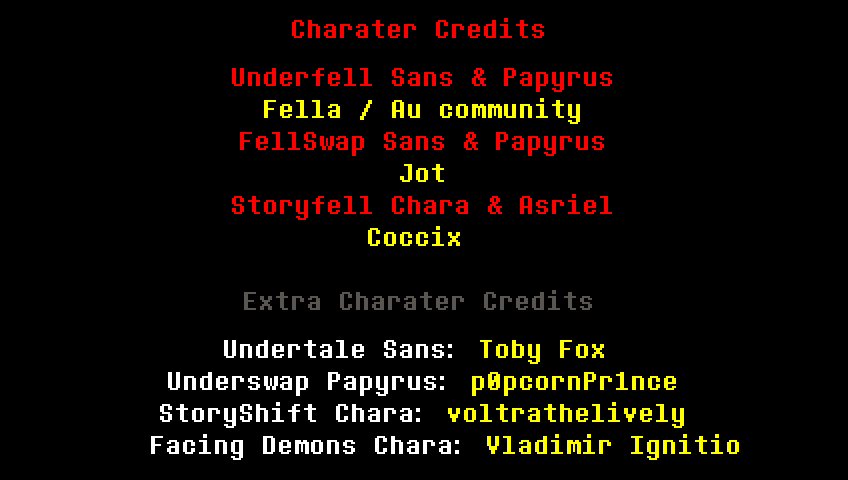 Charater Credits
Underfell Sans & Papyrus
Fella / Au community
FellSwap Sans & Papyrus
Jot
Storyfell Chara & Asriel
Coccix
Extra Charater Credits
Undertale Sans: Toby Fox
Underswap Papyrus: p0pcornPr1nce
StoryShift Chara: voltrathelively
Facing Demons Chara: Vladimir Ignitio